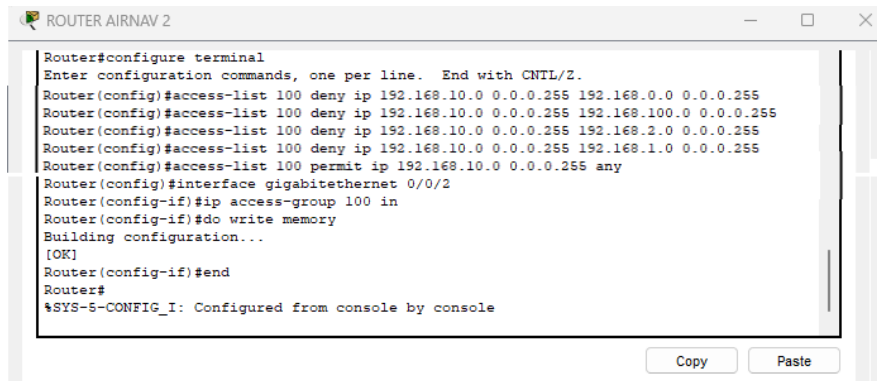 ROUTER AIRNAV 2
Router#configure terminal
Enter configuration commands, one per line.  End with CNTL/Z.
Router(config)#access-list 100 deny ip 192.168.10.0 0.0.0.255 192.168.0.0 0.0.0.255
Router(config)#access-list 100 deny ip 192.168.10.0 0.0.0.255 192.168.100.0 0.0.0.255
Router(config)#access-list 100 deny ip 192.168.10.0 0.0.0.255 192.168.2.0 0.0.0.255
Router(config)#access-list 100 deny ip 192.168.10.0 0.0.0.255 192.168.1.0 0.0.0.255
Router(config)#access-list 100 permit ip 192.168.10.0 0.0.0.255 any
Router(config)#interface gigabitethernet 0/0/2
Router(config-if)#ip access-group 100 in
Router(config-if)#do write memory
Building configuration...
[OK]
Router(config-if)#end
Router#
%SYS-5-CONFIG_I: Configured from console by console
Copy Paste